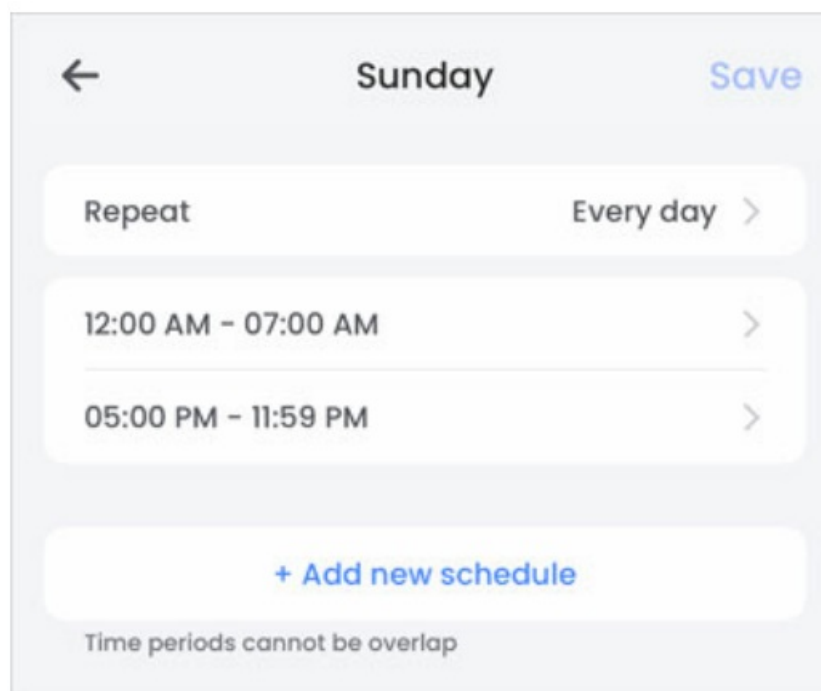 Sunday Save
Repeat Every day
12:00 AM - 07:00 AM
05:00 PM - 11:59 PM
+ Add new schedule
Time periods cannot be overlap